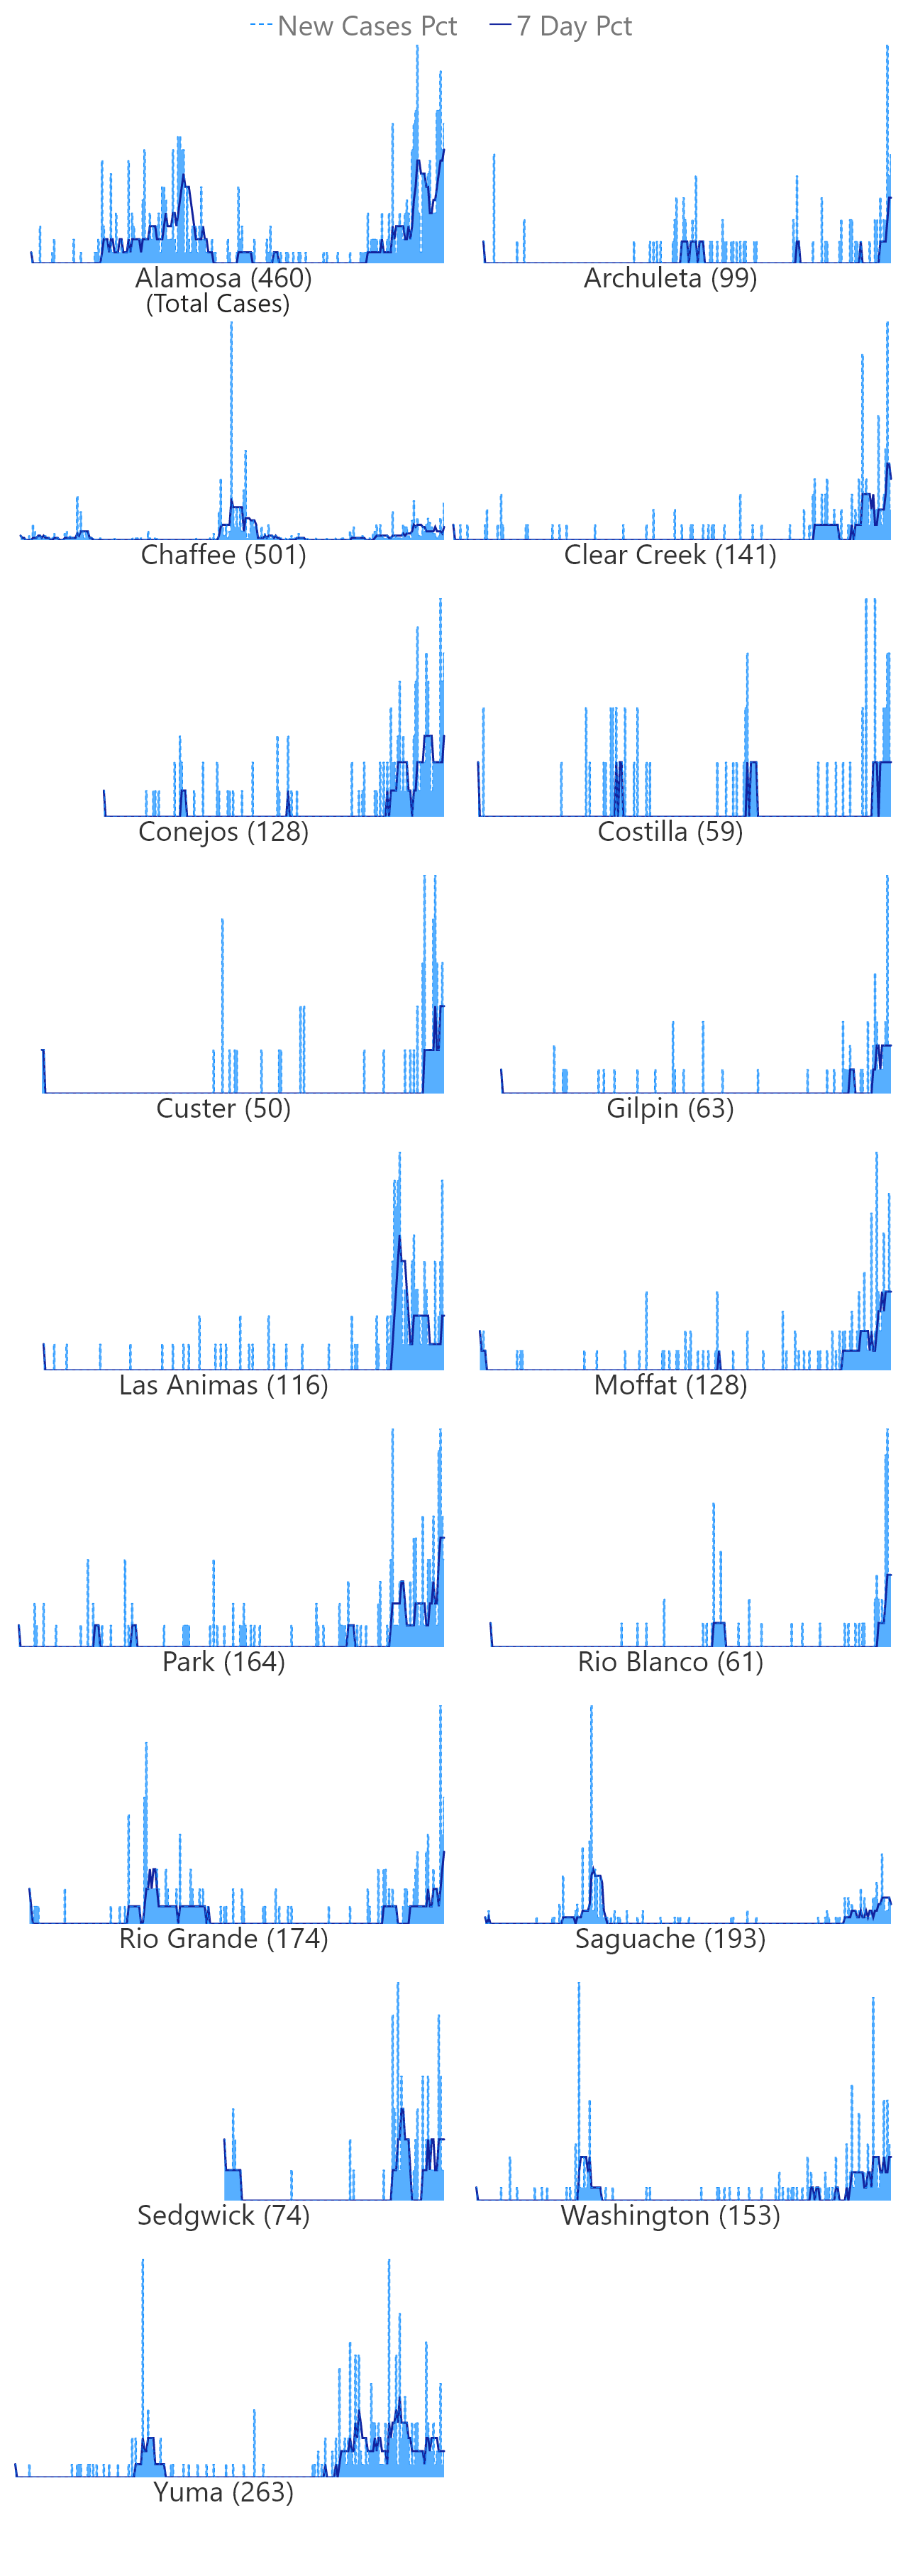 New Cases Pct 7 Day Pct
Alamosa (460) Archuleta (99)
(Total Cases)
Chaffee (501) Clear Creek (141)
Conejos (128) Costilla (59)
Custer (50) Gilpin (63)
Las Animas (116) Moffat (128)
Park (164) Rio Blanco (61)
Rio Grande (174) Saguache (193)
Sedgwick (74) Washington (153)
Yuma (263)